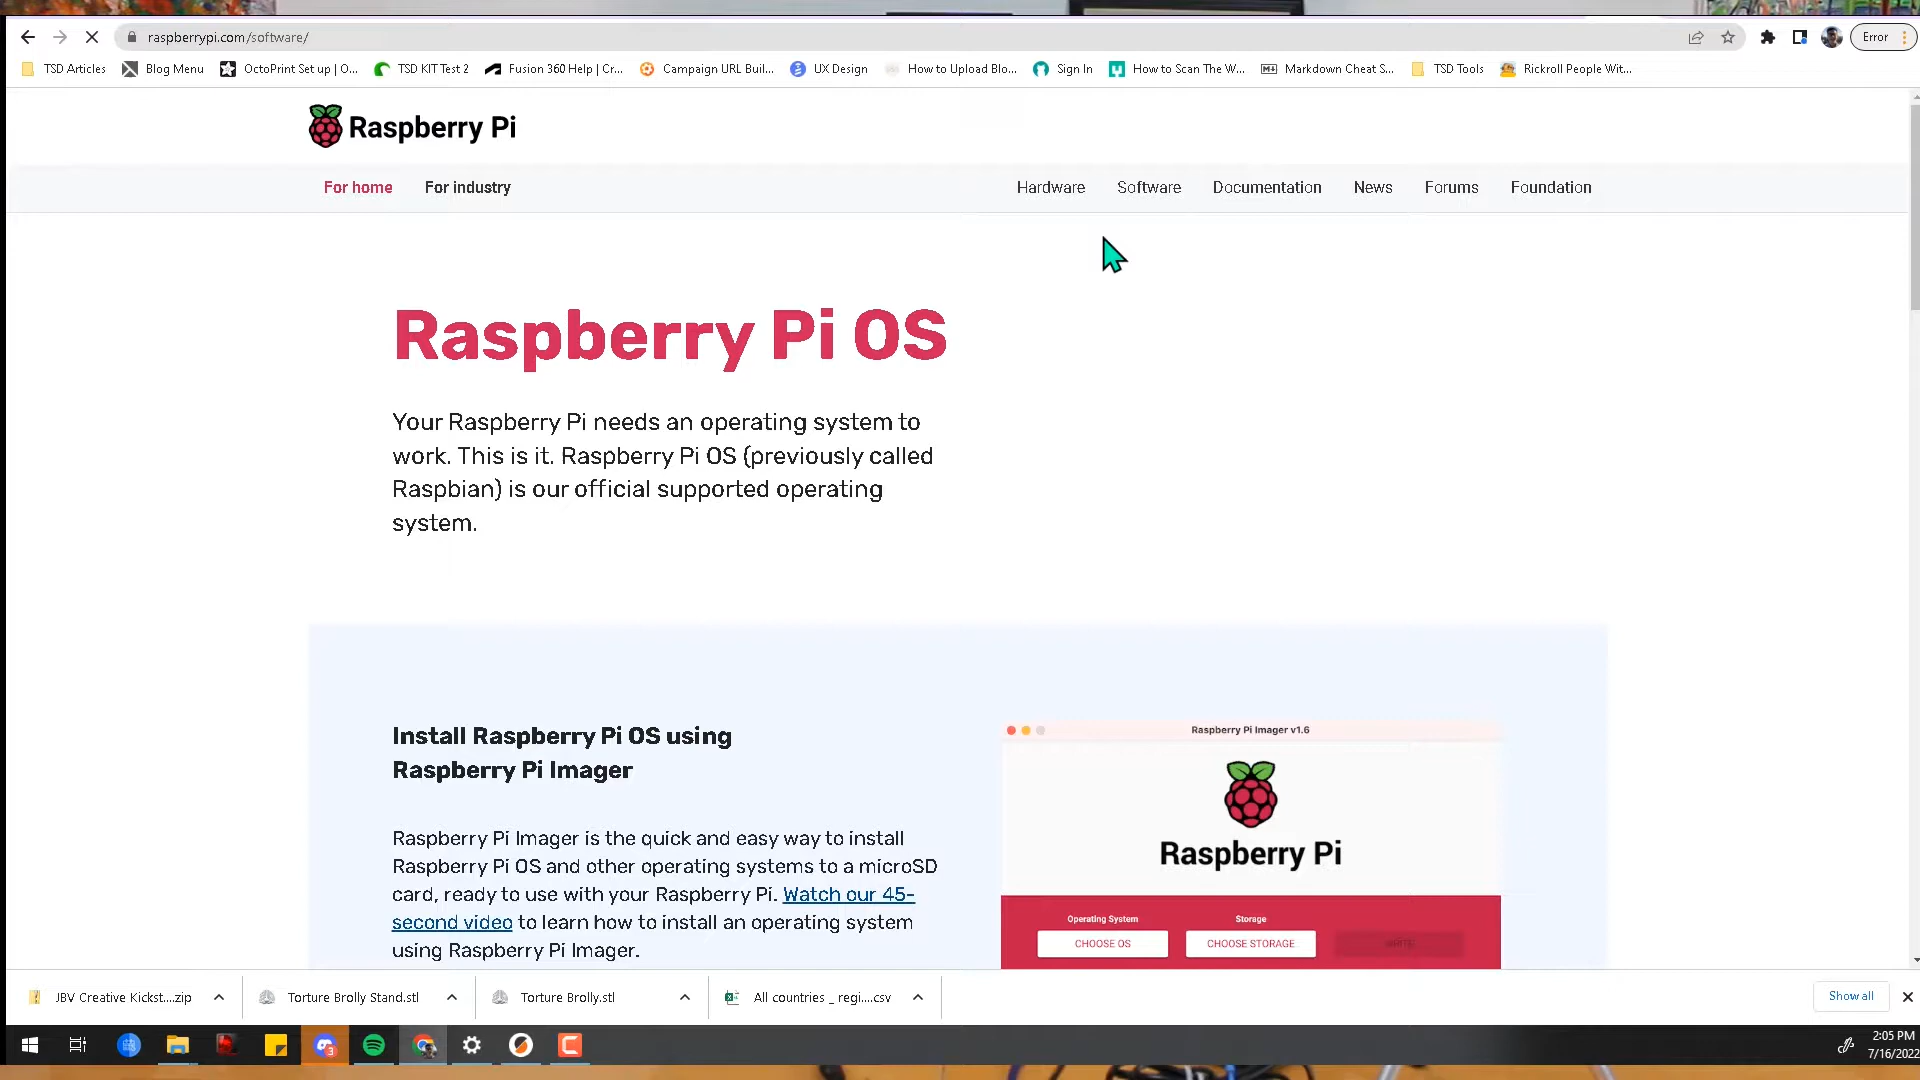 raspberrypi.com/software/
Error
TSD Articles
Blog Menu
OctoPrint Set up | O...
TSD KIT Test 2
Fusion 360 Help | Cr...
Campaign URL Buil...
UX Design
How to Upload Blo...
Sign In
How to Scan The W...
Markdown Cheat S...
TSD Tools
Rickroll People Wit...
Raspberry Pi
For home
For industry
Hardware
Software
Documentation
News
Forums
Foundation
Raspberry Pi OS
Your Raspberry Pi needs an operating system to
work. This is it. Raspberry Pi OS (previously called
Raspbian) is our official supported operating
system.
Install Raspberry Pi OS using
Raspberry Pi Imager
Raspberry Pi Imager is the quick and easy way to install
Raspberry Pi OS and other operating systems to a microSD
card, ready to use with your Raspberry Pi. Watch our 45-
second video to learn how to install an operating system
using Raspberry Pi Imager.
Raspberry Pi Imager v1.6
Raspberry Pi
Operating System
Storage
CHOOSE OS
CHOOSE STORAGE
WRITE
JBV Creative Kickst....zip
Torture Brolly Stand.stl
Torture Brolly.stl
All countries _ regi....csv
Show all
3
2:05 PM
7/16/2022